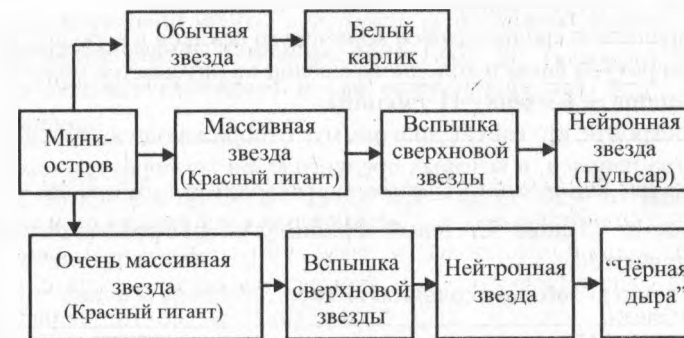 Обычная
звезда
Белый
карлик
Мини-
остров
Массивная
звезда
(Красный гигант)
Вспышка
сверхновой
звезды
Нейронная
звезда
(Пульсар)
Очень массивная
звезда
(Красный гигант)
Вспышка
сверхновой
звезды
Нейтронная
звезда
“Чёрная
дыра”